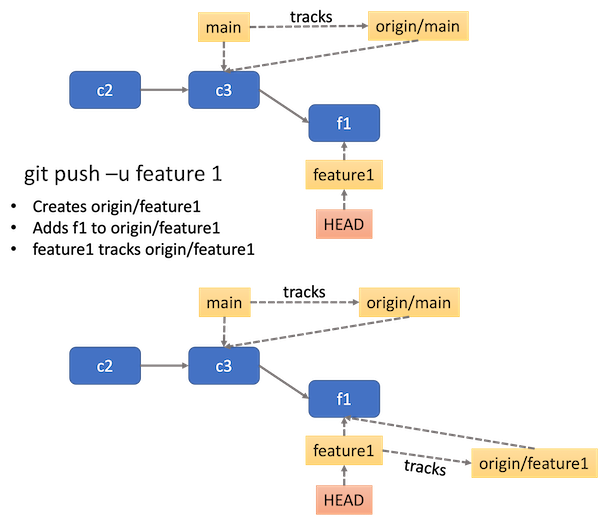 main
tracks
origin/main
c2
c3
f1
feature1
HEAD
git push –u feature 1
• Creates origin/feature1
• Adds f1 to origin/feature1
• feature1 tracks origin/feature1
main
tracks
origin/main
c2
c3
f1
feature1
tracks
origin/feature1
HEAD